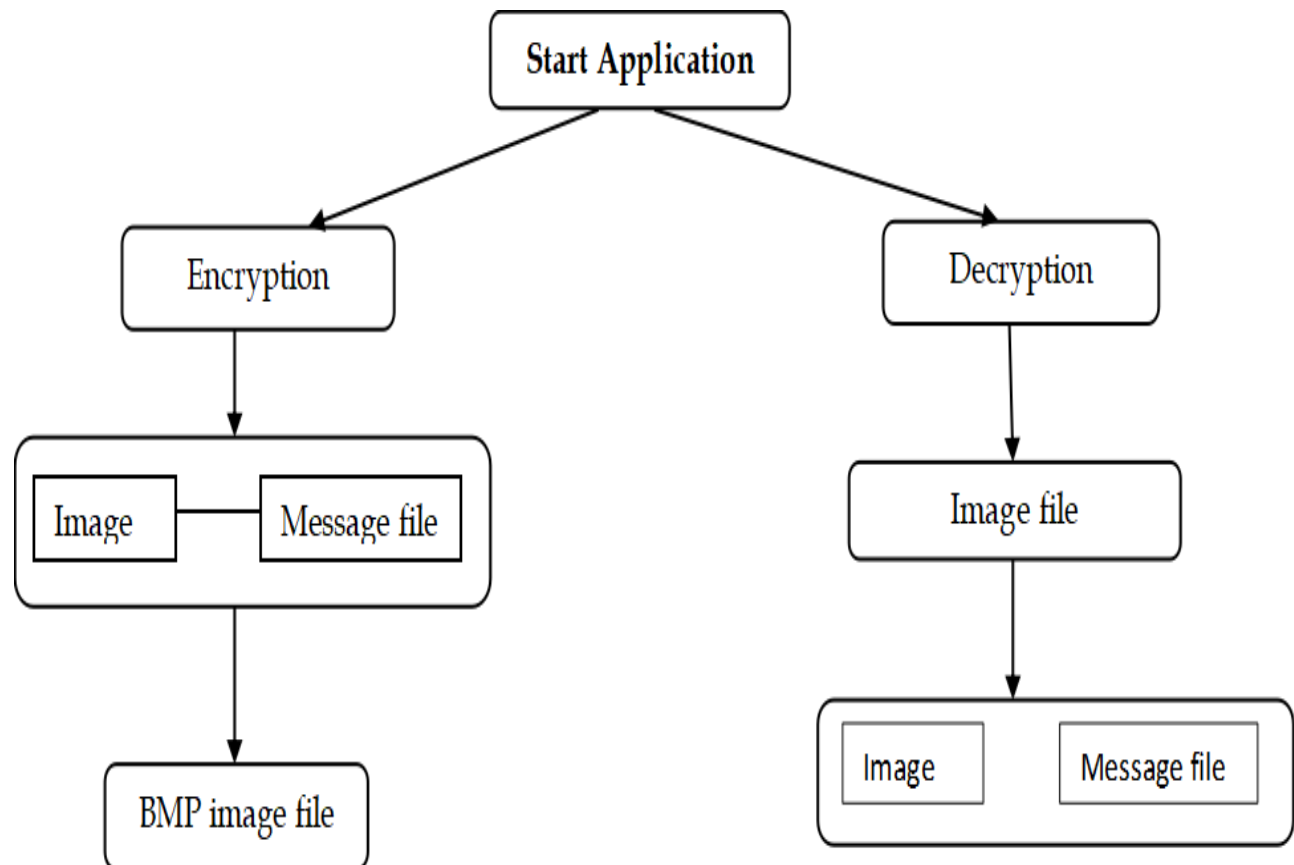 Start Application
Encryption
Decryption
Image
Message file
Image file
BMP image file
Image
Message file